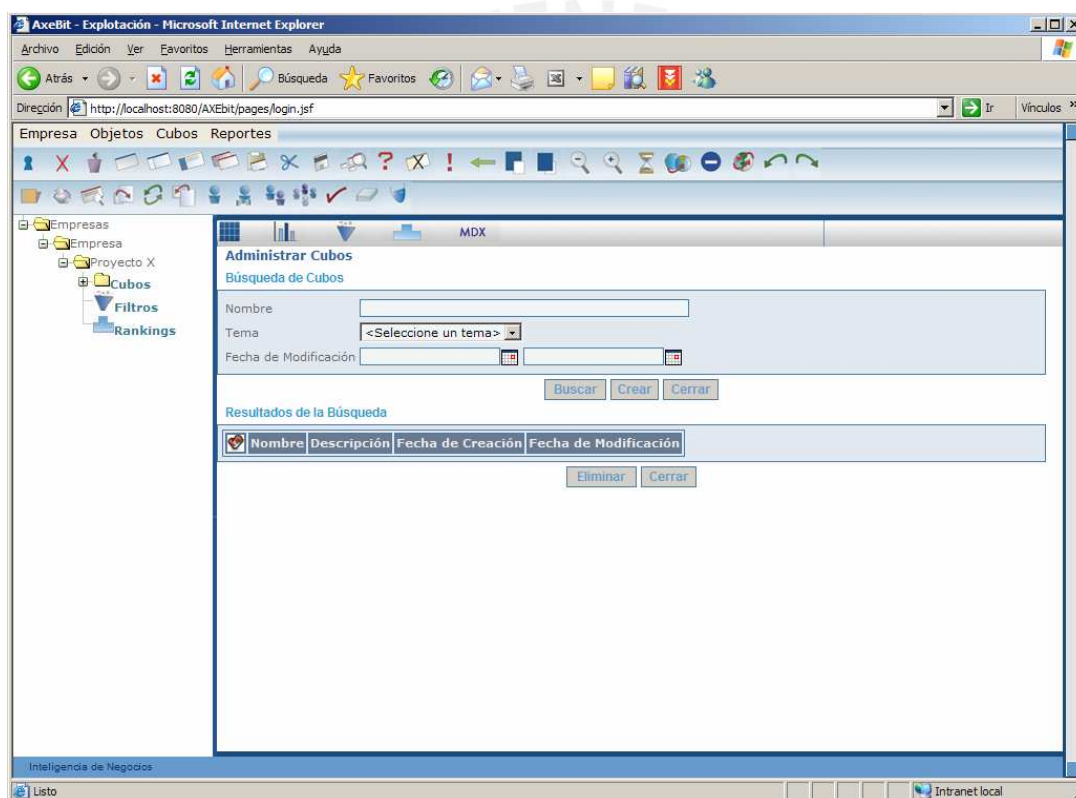 AxeBit - Explotación - Microsoft Internet Explorer
Archivo Edición Ver Favoritos Herramientas Ayuda
Atrás Búsqueda Favoritos
Dirección http://localhost:8080/AXEbit/pages/login.jsf Ir Vínculos »
Empresa Objetos Cubos Reportes
Empresas
Empresa
Proyecto X
Cubos
Filtros
Rankings
MDX
Administrar Cubos
Búsqueda de Cubos
Nombre
Tema <Seleccione un tema>
Fecha de Modificación
Buscar Crear Cerrar
Resultados de la Búsqueda
Nombre Descripción Fecha de Creación Fecha de Modificación
Eliminar Cerrar
Inteligencia de Negocios
Listo Intranet local